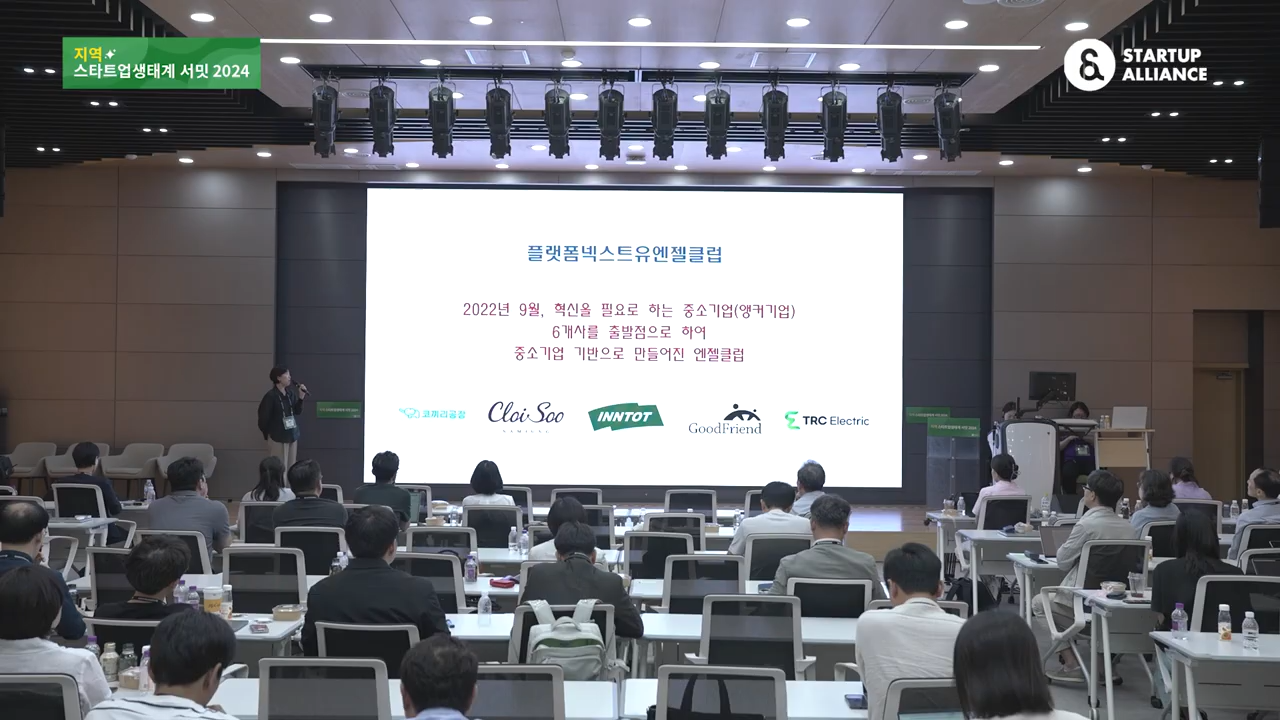 지역
스타트업생태계 서밋 2024
&
STARTUP
ALLIANCE
플랫폼넥스트유엔젤클럽
2022년 9월, 혁신을 필요로 하는 중소기업(앵커기업)
6개사를 출발점으로 하여
중소기업 기반으로 만들어진 엔젤클럽
코끼리공장
Cloi·Soo
INNTOT
GoodFriend
TRC Electric